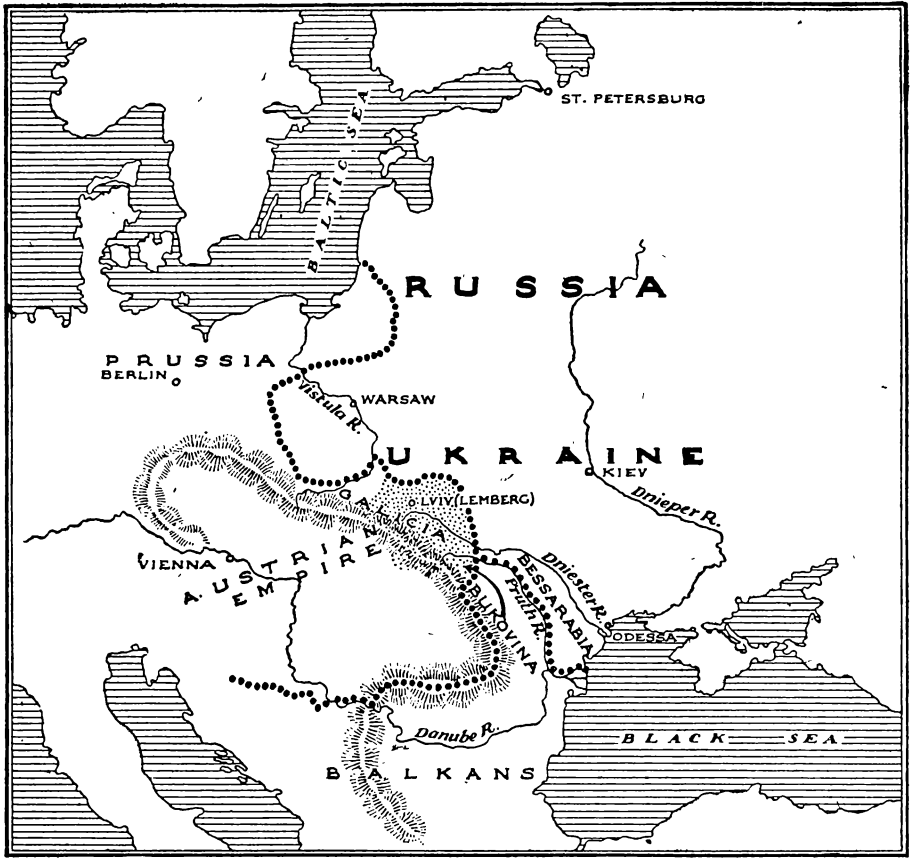 ST. PETERSBURG
BALTIC SEA
RUSSIA
PRUSSIA
BERLIN
WARSAW
Vistula R.
UKRAINE
KIEV
LVIV (LEMBERG)
Dnieper R.
GALACIA
AUSTRIAN
EMPIRE
VIENNA
Dniester R.
BESSARABIA
Pruth R.
BUKOVINA
ODESSA
Danube R.
BLACK SEA
BALKANS